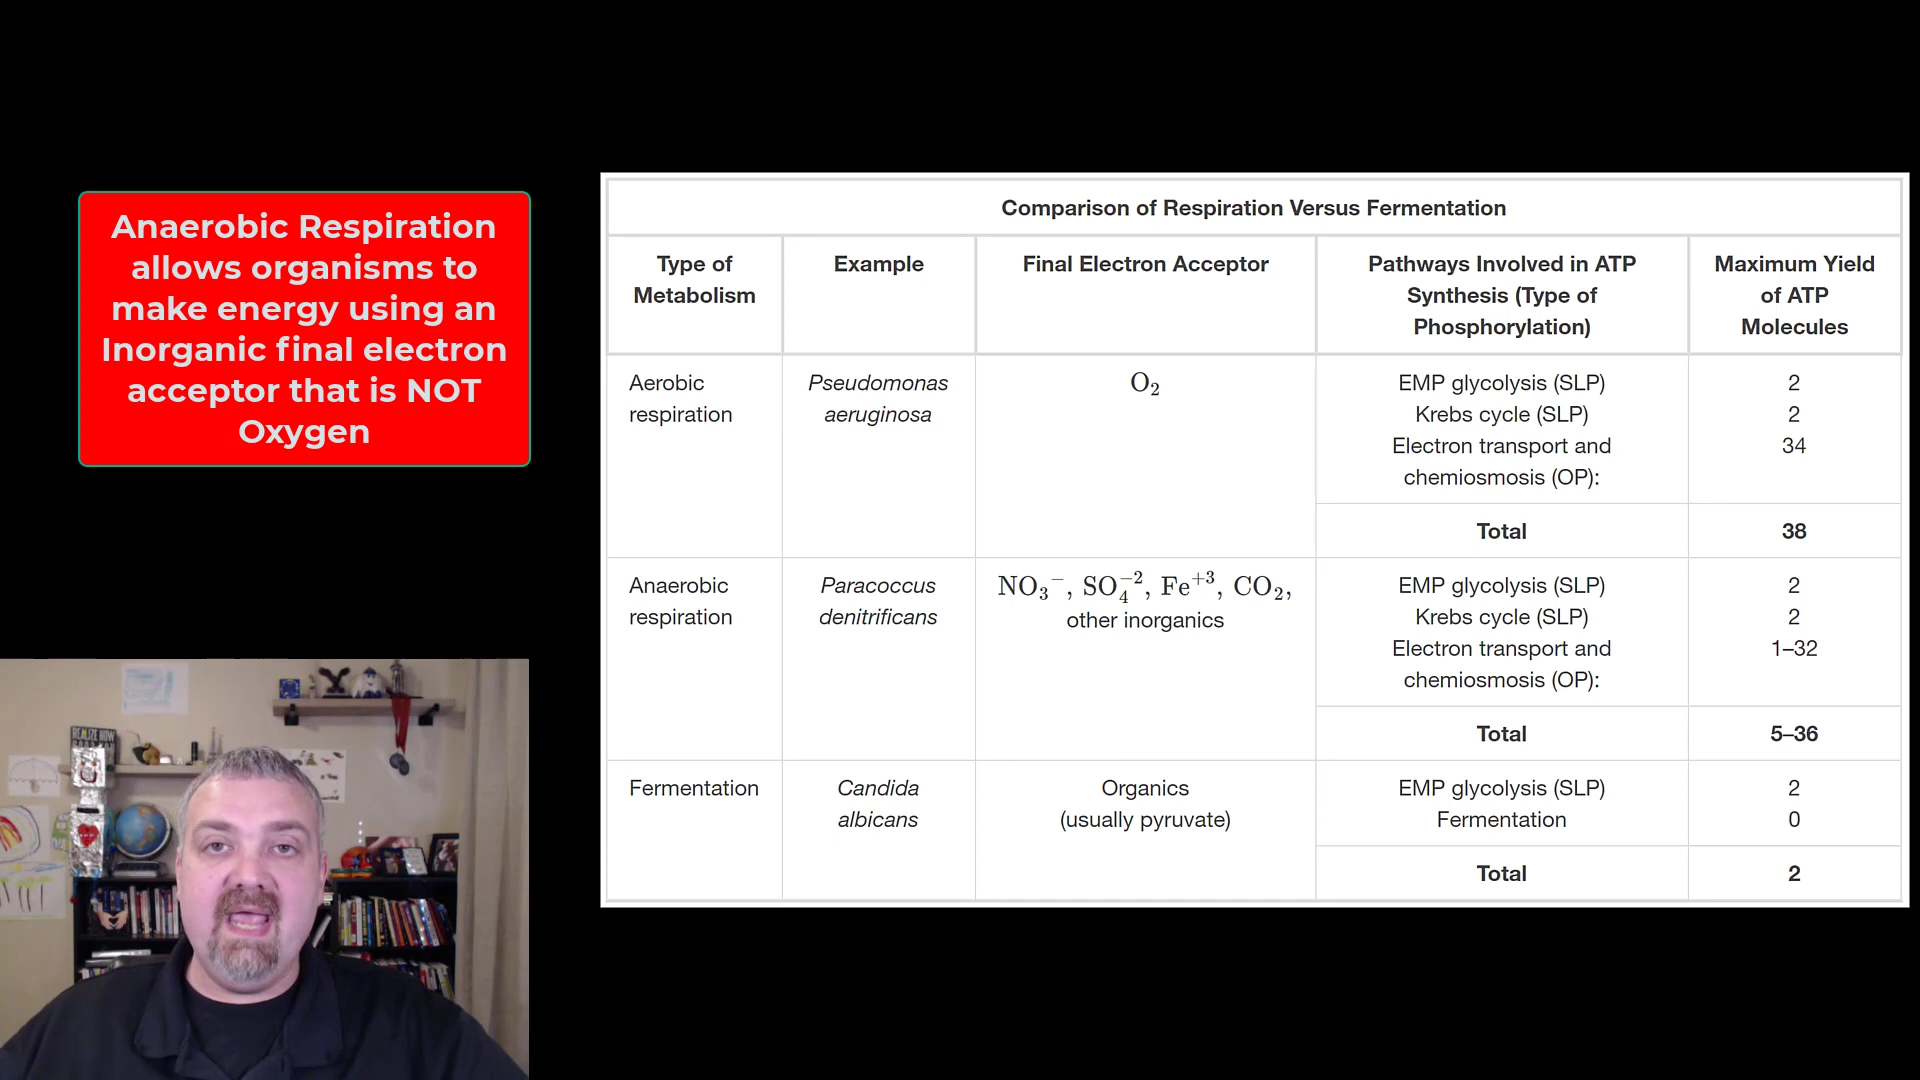 Anaerobic Respiration
allows organisms to
make energy using an
Inorganic final electron
acceptor that is NOT
Oxygen
Comparison of Respiration Versus Fermentation
Type of
Metabolism
Example
Final Electron Acceptor
Pathways Involved in ATP
Synthesis (Type of
Phosphorylation)
Maximum Yield
of ATP
Molecules
Aerobic
respiration
Pseudomonas
aeruginosa
O₂
EMP glycolysis (SLP)
Krebs cycle (SLP)
Electron transport and
chemiosmosis (OP):
2
2
34
Total
38
Anaerobic
respiration
Paracoccus
denitrificans
NO₃⁻, SO₄⁻², Fe⁺³, CO₂,
other inorganics
EMP glycolysis (SLP)
Krebs cycle (SLP)
Electron transport and
chemiosmosis (OP):
2
2
1–32
Total
5–36
Fermentation
Candida
albicans
Organics
(usually pyruvate)
EMP glycolysis (SLP)
Fermentation
2
0
Total
2
REALIZE HOW